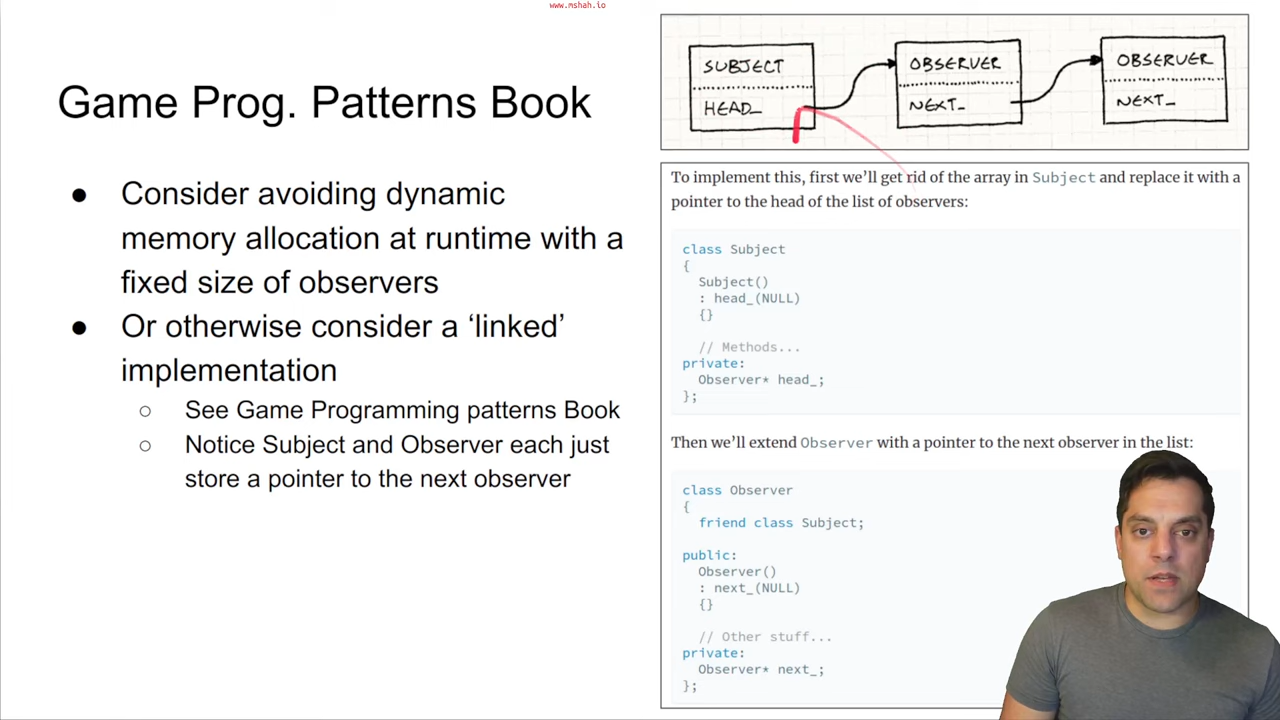 www.mshah.io
Game Prog. Patterns Book
● Consider avoiding dynamic
memory allocation at runtime with a
fixed size of observers
● Or otherwise consider a ‘linked’
implementation
○ See Game Programming patterns Book
○ Notice Subject and Observer each just
store a pointer to the next observer
SUBJECT
HEAD_
OBSERVER
NEXT_
OBSERVER
NEXT_
To implement this, first we’ll get rid of the array in Subject and replace it with a
pointer to the head of the list of observers:
class Subject
{
  Subject()
  : head_(NULL)
  {}
  // Methods...
private:
  Observer* head_;
};
Then we’ll extend Observer with a pointer to the next observer in the list:
class Observer
{
  friend class Subject;
public:
  Observer()
  : next_(NULL)
  {}
  // Other stuff...
private:
  Observer* next_;
};